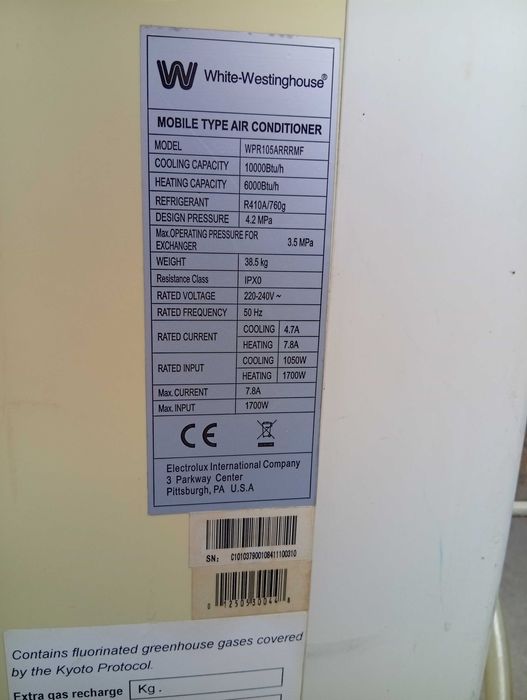 W White-Westinghouse®
MOBILE TYPE AIR CONDITIONER
MODEL WPR105ARRRMF
COOLING CAPACITY 10000Btu/h
HEATING CAPACITY 6000Btu/h
REFRIGERANT R410A/760g
DESIGN PRESSURE 4.2 MPa
Max.OPERATING PRESSURE FOR
EXCHANGER 3.5 MPa
WEIGHT 38.5 kg
Resistance Class IPX0
RATED VOLTAGE 220-240V ~
RATED FREQUENCY 50 Hz
RATED CURRENT COOLING 4.7A
HEATING 7.8A
RATED INPUT COOLING 1050W
HEATING 1700W
Max. CURRENT 7.8A
Max. INPUT 1700W
CE
Electrolux International Company
3 Parkway Center
Pittsburgh, PA U.S.A
SN: C101037900108411100310
Contains fluorinated greenhouse gases covered
by the Kyoto Protocol.
Extra gas recharge Kg.